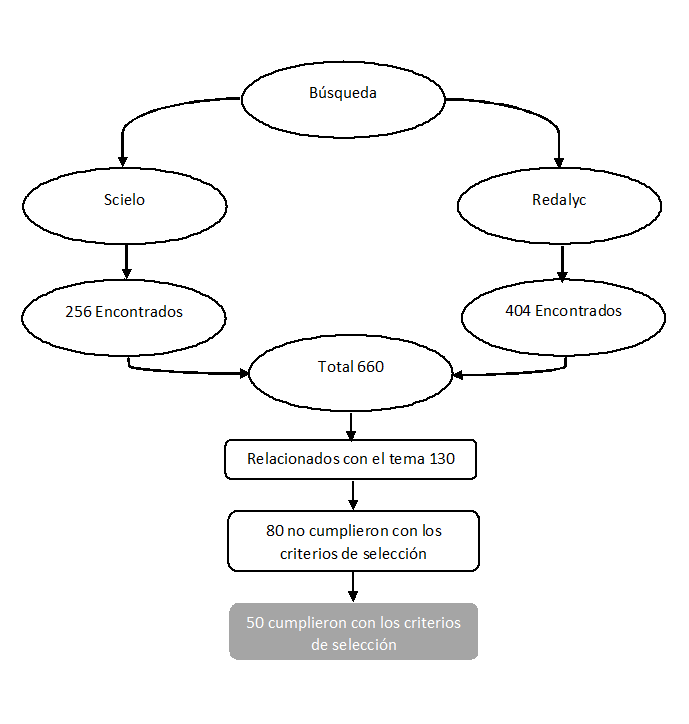 Búsqueda
Scielo
Redalyc
256 Encontrados
404 Encontrados
Total 660
Relacionados con el tema 130
80 no cumplieron con los
criterios de selección
50 cumplieron con los criterios
de selección